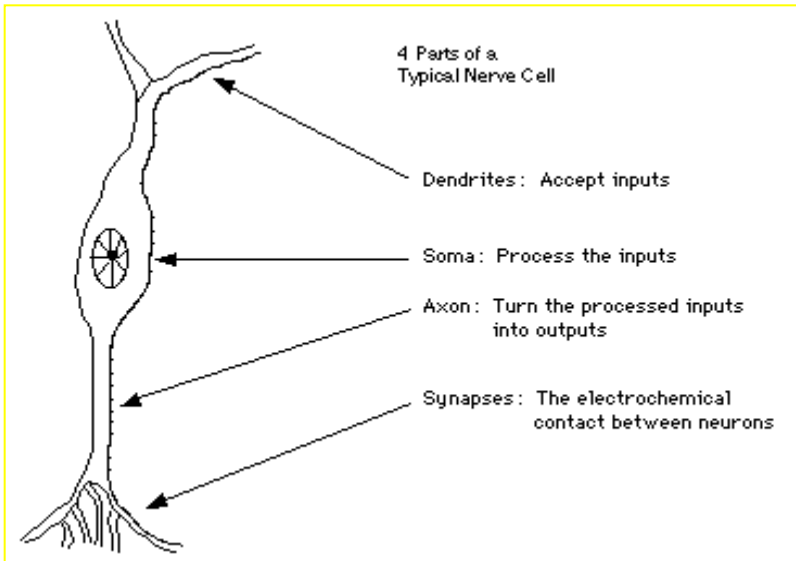 4 Parts of a
Typical Nerve Cell
Dendrites: Accept inputs
Soma: Process the inputs
Axon: Turn the processed inputs
into outputs
Synapses: The electrochemical
contact between neurons